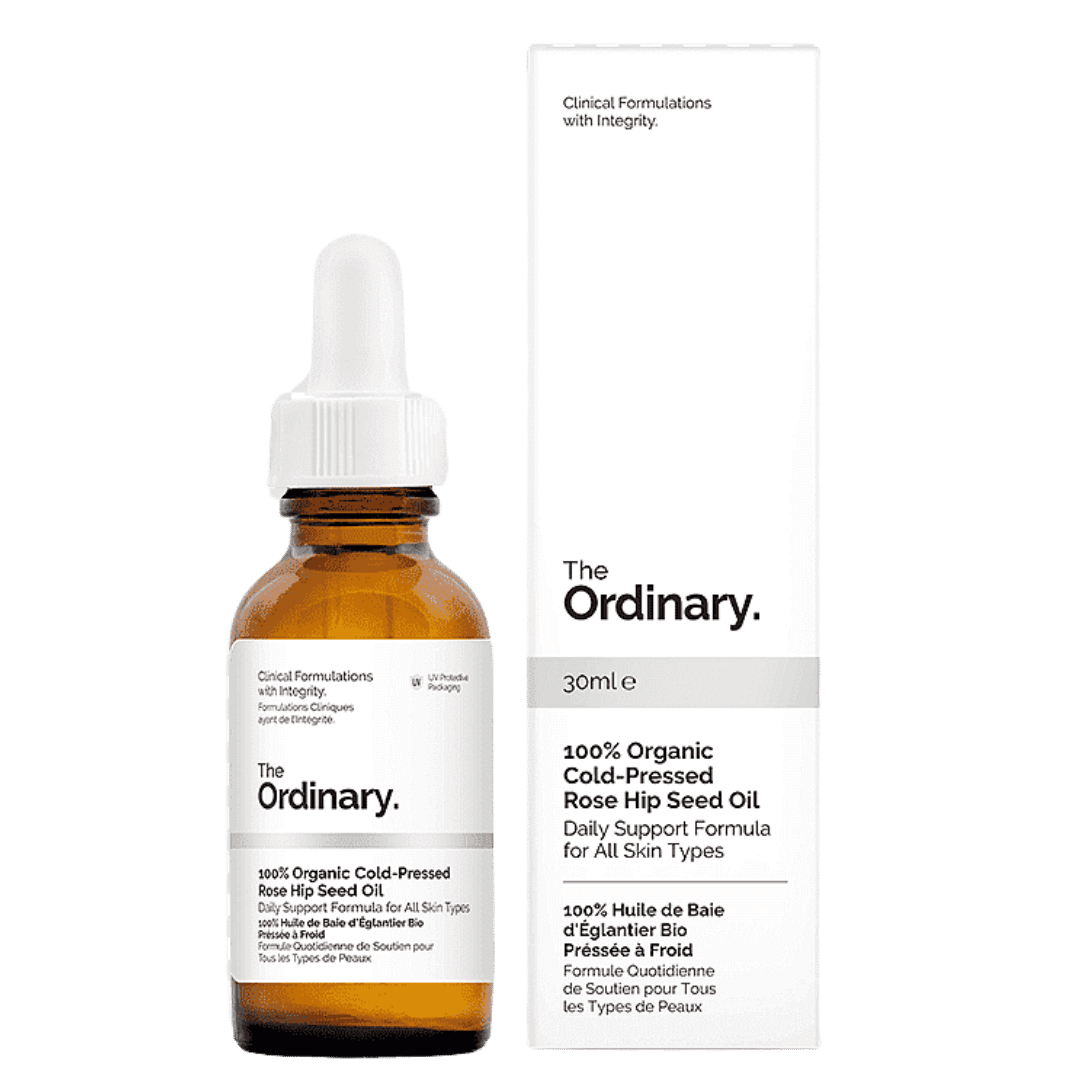 Clinical Formulations
with Integrity.
Formulations Cliniques
ayant de l'Intégrité.
UV
UV Protective
Packaging
The
Ordinary.
100% Organic Cold-Pressed
Rose Hip Seed Oil
Daily Support Formula for All Skin Types
100% Huile de Baie d'Églantier Bio
Préssée à Froid
Formule Quotidienne de Soutien pour
Tous les Types de Peaux
Clinical Formulations
with Integrity.
The
Ordinary.
30ml e
100% Organic
Cold-Pressed
Rose Hip Seed Oil
Daily Support Formula
for All Skin Types
100% Huile de Baie
d'Églantier Bio
Préssée à Froid
Formule Quotidienne
de Soutien pour Tous
les Types de Peaux